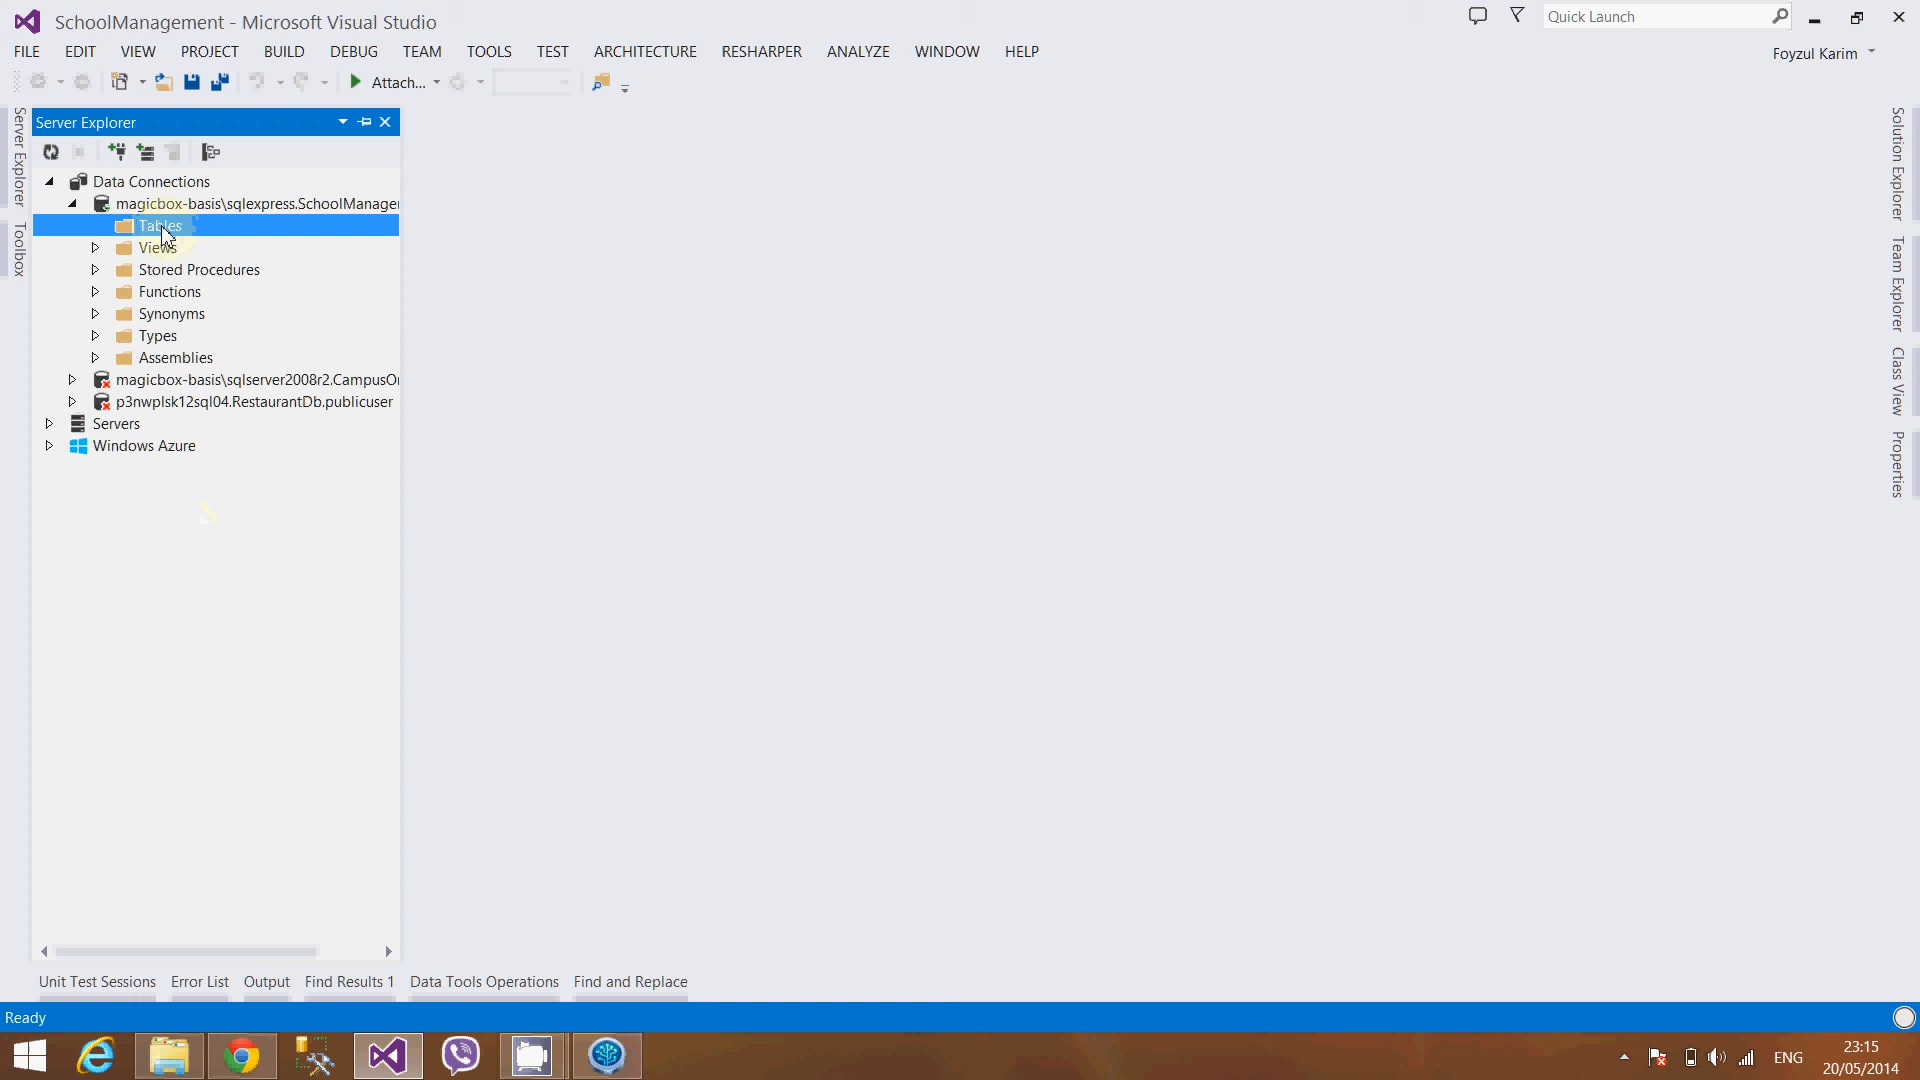 SchoolManagement - Microsoft Visual Studio
Quick Launch
FILE EDIT VIEW PROJECT BUILD DEBUG TEAM TOOLS TEST ARCHITECTURE RESHARPER ANALYZE WINDOW HELP
Foyzul Karim
Attach...
Server Explorer
Toolbox
Server Explorer
Data Connections
magicbox-basis\sqlexpress.SchoolManage
Tables
Views
Stored Procedures
Functions
Synonyms
Types
Assemblies
magicbox-basis\sqlserver2008r2.CampusO
p3nwplsk12sql04.RestaurantDb.publicuser
Servers
Windows Azure
Solution Explorer
Team Explorer
Class View
Properties
Unit Test Sessions Error List Output Find Results 1 Data Tools Operations Find and Replace
Ready
ENG
23:15
20/05/2014